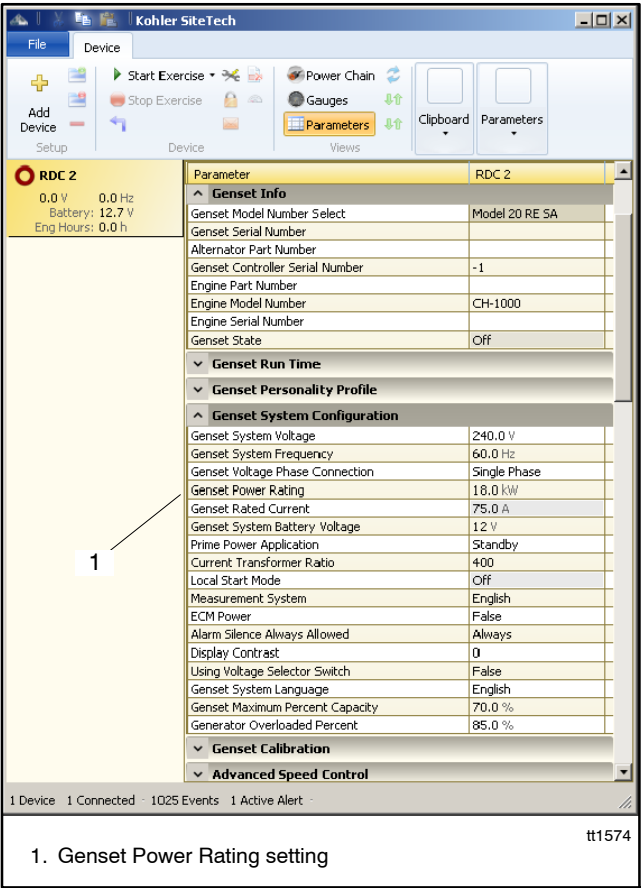 Kohler SiteTech
File Device
Start Exercise
Power Chain
Add Device
Stop Exercise
Gauges
Clipboard
Parameters
Parameters
Setup Device Views
RDC 2
0.0 V 0.0 Hz
Battery: 12.7 V
Eng Hours: 0.0 h
Parameter RDC 2
Genset Info
Genset Model Number Select Model 20 RE SA
Genset Serial Number
Alternator Part Number
Genset Controller Serial Number -1
Engine Part Number
Engine Model Number CH-1000
Engine Serial Number
Genset State Off
Genset Run Time
Genset Personality Profile
Genset System Configuration
Genset System Voltage 240.0 V
Genset System Frequency 60.0 Hz
Genset Voltage Phase Connection Single Phase
Genset Power Rating 18.0 kW
Genset Rated Current 75.0 A
Genset System Battery Voltage 12 V
Prime Power Application Standby
Current Transformer Ratio 400
Local Start Mode Off
Measurement System English
ECM Power False
Alarm Silence Always Allowed Always
Display Contrast 0
Using Voltage Selector Switch False
Genset System Language English
Genset Maximum Percent Capacity 70.0 %
Generator Overloaded Percent 85.0 %
Genset Calibration
Advanced Speed Control
1
1 Device 1 Connected - 1025 Events 1 Active Alert -
tt1574
1. Genset Power Rating setting